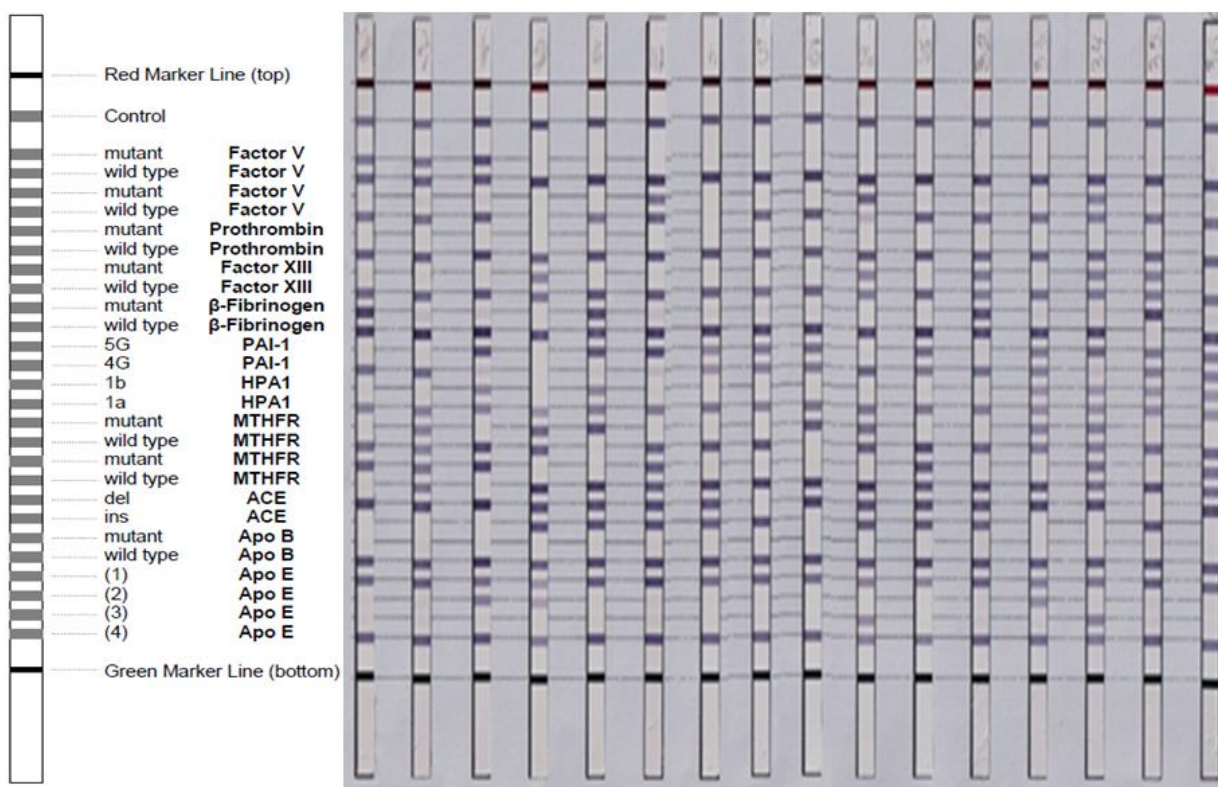 Red Marker Line (top)
Control
mutant Factor V
wild type Factor V
mutant Factor V
wild type Factor V
mutant Prothrombin
wild type Prothrombin
mutant Factor XIII
wild type Factor XIII
mutant β-Fibrinogen
wild type β-Fibrinogen
5G PAI-1
4G PAI-1
1b HPA1
1a HPA1
mutant MTHFR
wild type MTHFR
mutant MTHFR
wild type MTHFR
del ACE
ins ACE
mutant Apo B
wild type Apo B
(1) Apo E
(2) Apo E
(3) Apo E
(4) Apo E
Green Marker Line (bottom)